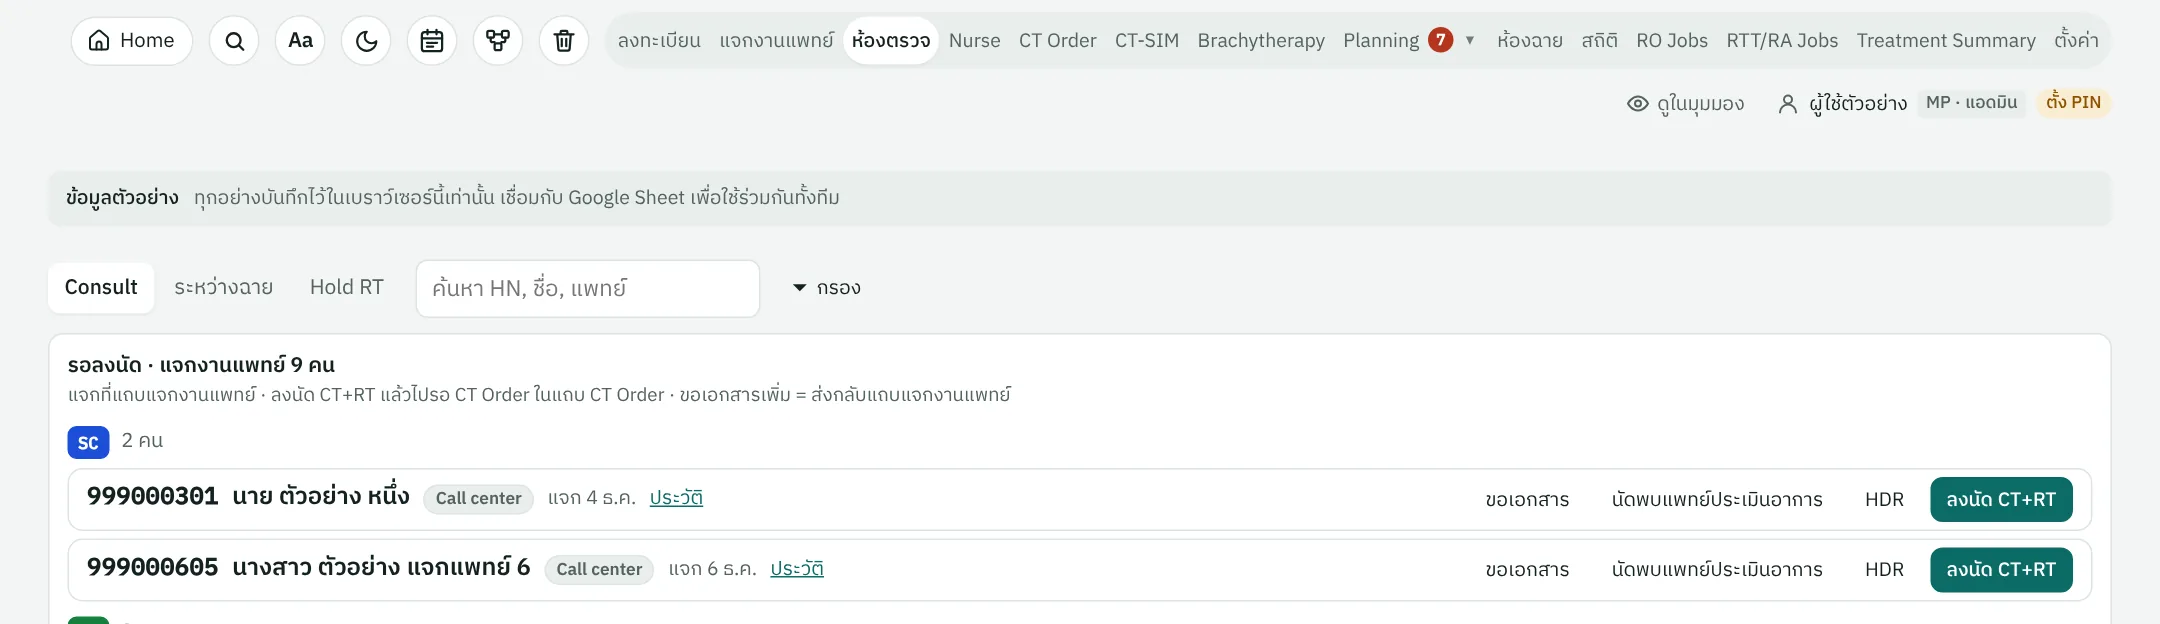 Home Aa ลงทะเบียน แจกงานแพทย์ ห้องตรวจ Nurse CT Order CT-SIM Brachytherapy Planning 7 ▼ ห้องฉาย สถิติ RO Jobs RTT/RA Jobs Treatment Summary ตั้งค่า
ดูในมุมมอง ผู้ใช้ตัวอย่าง MP · แอดมิน ตั้ง PIN
ข้อมูลตัวอย่าง ทุกอย่างบันทึกไว้ในเบราว์เซอร์นี้เท่านั้น เชื่อมกับ Google Sheet เพื่อใช้ร่วมกันทั้งทีม
Consult ระหว่างฉาย Hold RT ค้นหา HN, ชื่อ, แพทย์ ▼ กรอง
รอลงนัด · แจกงานแพทย์ 9 คน
แจกที่แถบแจกงานแพทย์ · ลงนัด CT+RT แล้วไปรอ CT Order ในแถบ CT Order · ขอเอกสารเพิ่ม = ส่งกลับแถบแจกงานแพทย์
SC 2 คน
999000301 นาย ตัวอย่าง หนึ่ง Call center แจก 4 ธ.ค. ประวัติ ขอเอกสาร นัดพบแพทย์ประเมินอาการ HDR ลงนัด CT+RT
999000605 นางสาว ตัวอย่าง แจกแพทย์ 6 Call center แจก 6 ธ.ค. ประวัติ ขอเอกสาร นัดพบแพทย์ประเมินอาการ HDR ลงนัด CT+RT